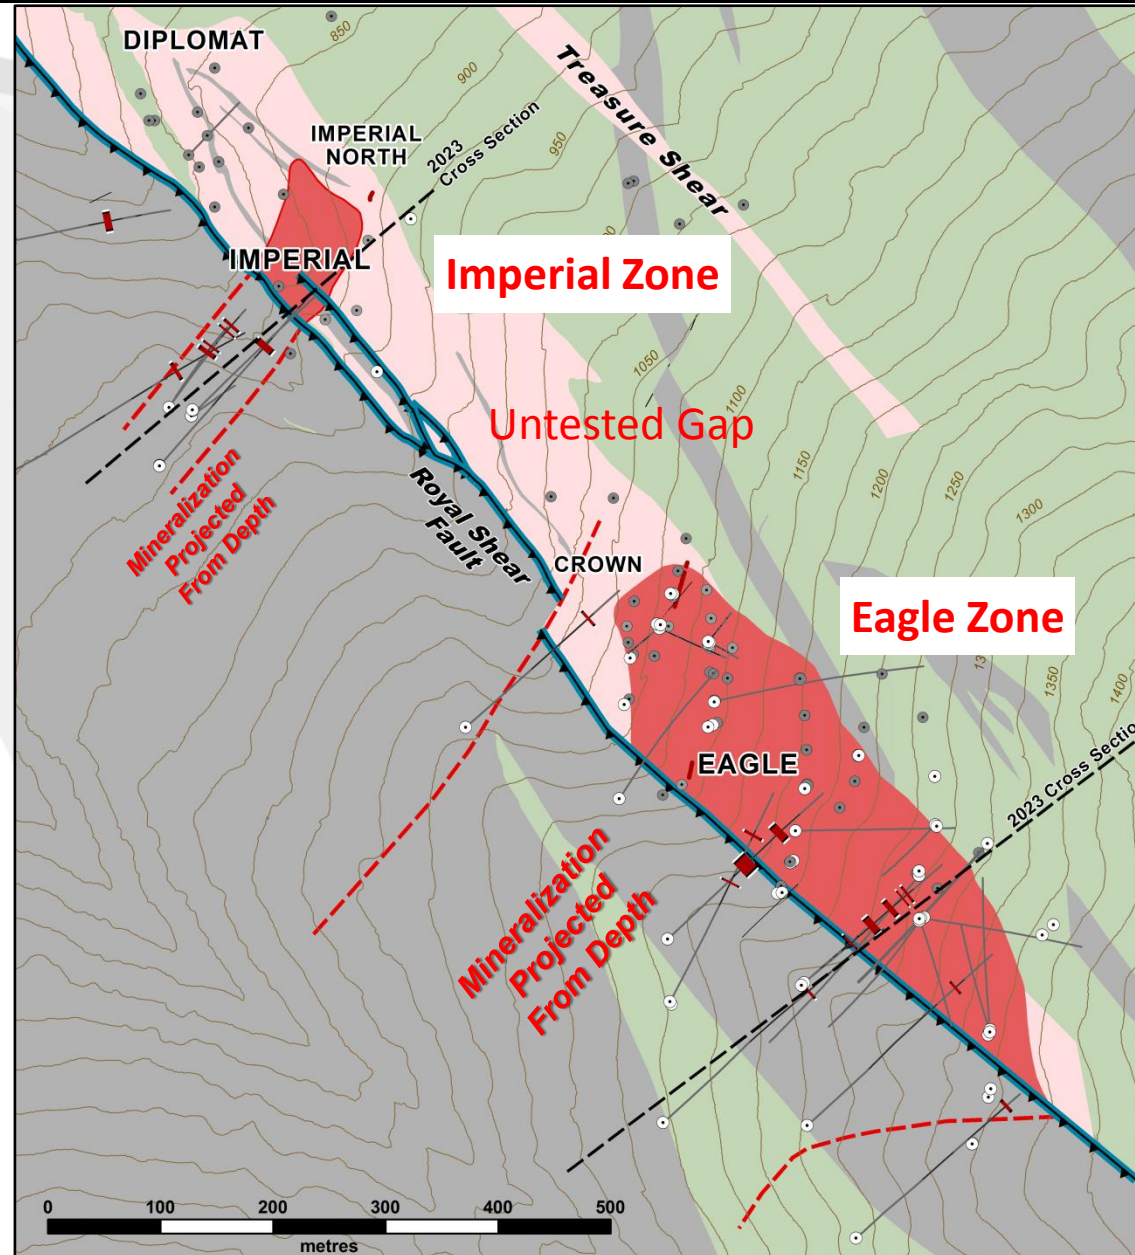 DIPLOMAT
850
900
950
IMPERIAL
NORTH
2023
Cross Section
Treasure Shear
IMPERIAL
Imperial Zone
1050
1100
Untested Gap
1150
1200
1250
1300
Mineralization
Projected
From Depth
Royal Shear
Fault
CROWN
Eagle Zone
1350
1400
EAGLE
2023 Cross Sectio
Mineralization
Projected
From Depth
0 100 200 300 400 500
metres